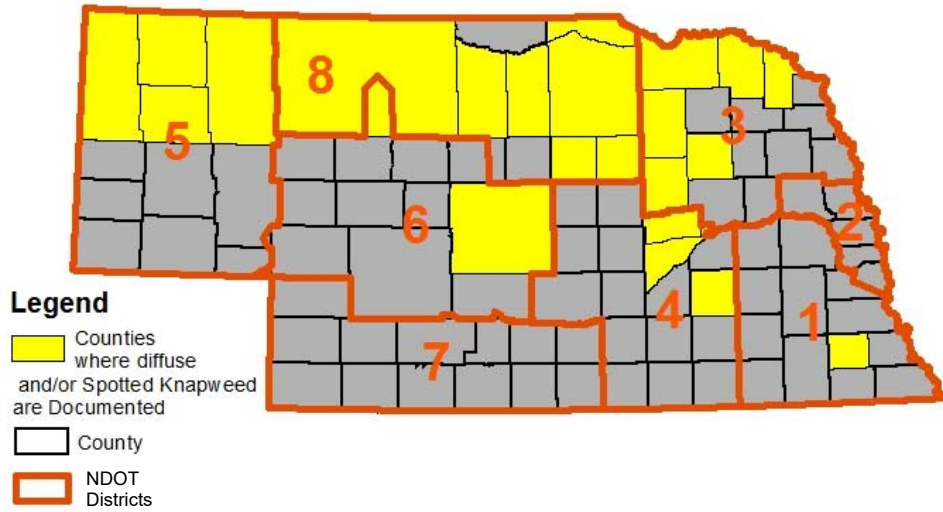 8
3
5
6
2
4
1
7
Legend
Counties
where diffuse
and/or Spotted Knapweed
are Documented
County
NDOT
Districts